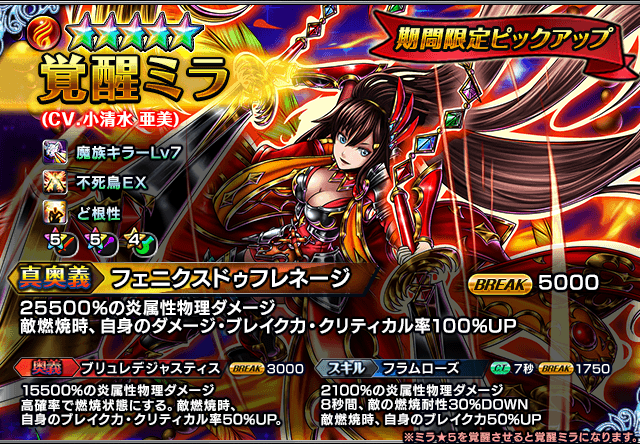 期間限定ピックアップ
覚醒ミラ
(CV.小清水 亜美)
魔族キラーLv7
不死鳥EX
ど根性
5 5 4
真奥義 フェニクスドゥフレネージ BREAK 5000
25500%の炎属性物理ダメージ
敵燃焼時、自身のダメージ・ブレイク力・クリティカル率100%UP
奥義 ブリュレデジャスティス BREAK 3000
15500%の炎属性物理ダメージ
高確率で燃焼状態にする。敵燃焼時、
自身のブレイク力・クリティカル率50%UP。
スキル フラムローズ CT 7秒 BREAK 1750
2100%の炎属性物理ダメージ
8秒間、敵の燃焼耐性30%DOWN
敵燃焼時、自身のブレイク力50%UP
※ミラ★5を覚醒させると覚醒ミラになります。